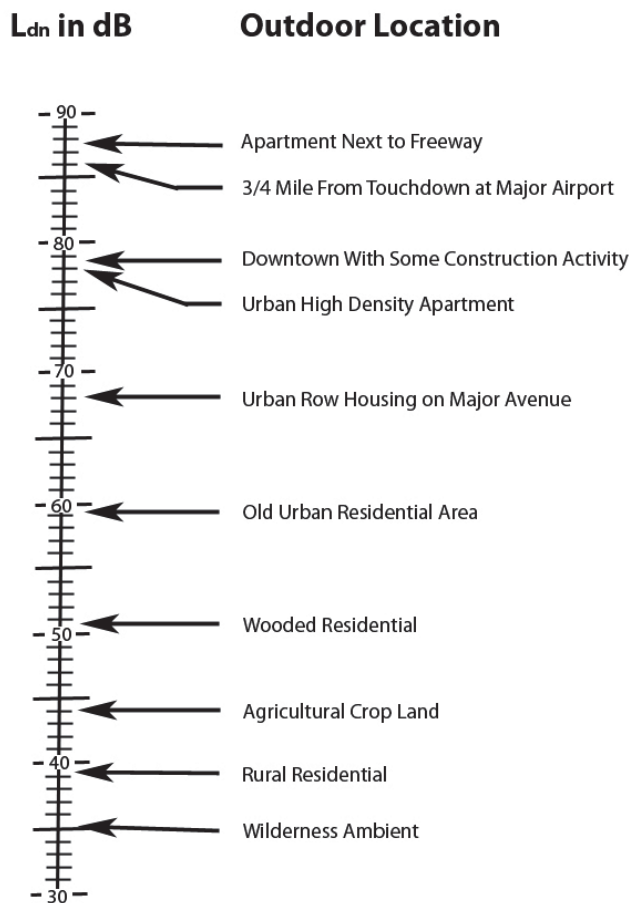 Ldn in dB Outdoor Location
90
Apartment Next to Freeway
3/4 Mile From Touchdown at Major Airport
80
Downtown With Some Construction Activity
Urban High Density Apartment
70
Urban Row Housing on Major Avenue
60
Old Urban Residential Area
Wooded Residential
50
Agricultural Crop Land
40
Rural Residential
Wilderness Ambient
30